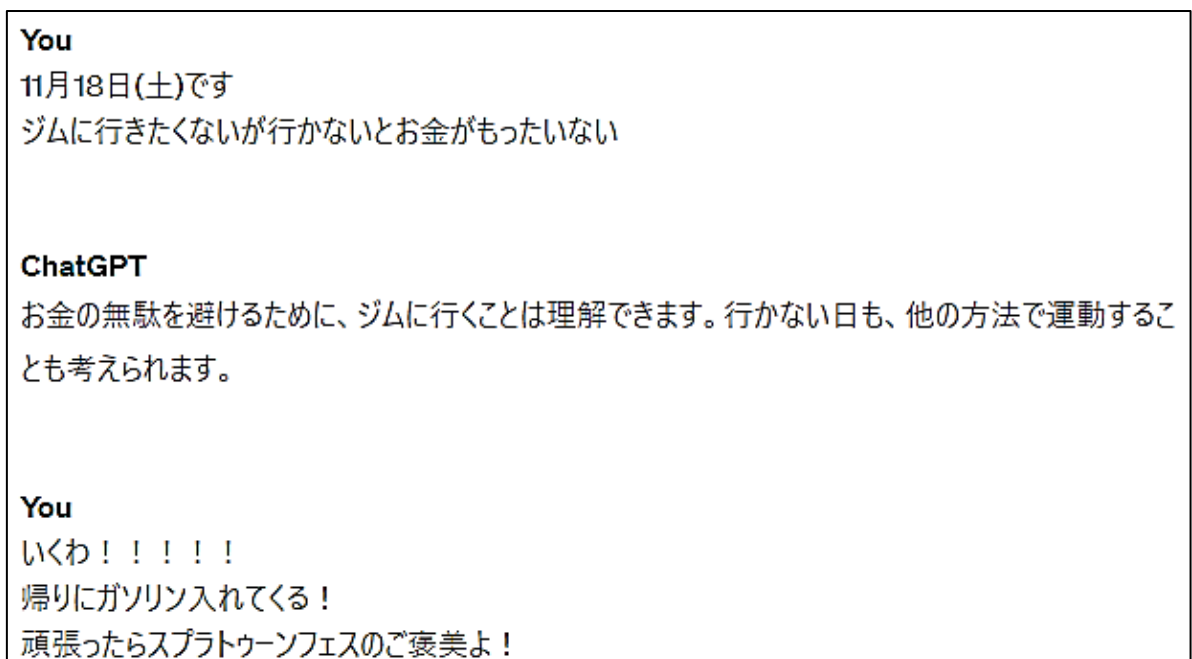 You
11月18日(土)です
ジムに行きたくないが行かないとお金がもったいない
ChatGPT
お金の無駄を避けるために、ジムに行くことは理解できます。行かない日も、他の方法で運動するこ
とも考えられます。
You
いくわ！！！！！
帰りにガソリン入れてくる！
頑張ったらスプラトゥーンフェスのご褒美よ！